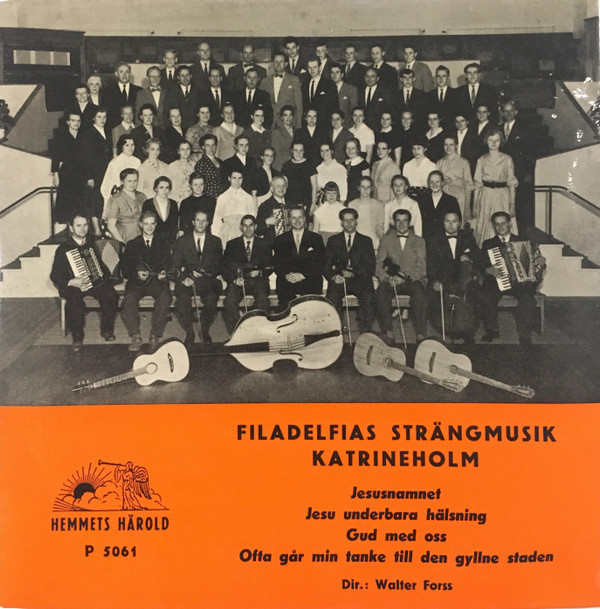 FILADELFIAS STRÄNGMUSIK
KATRINEHOLM
Jesusnamnet
Jesu underbara hälsning
Gud med oss
Ofta går min tanke till den gyllne staden
Dir.: Walter Forss
HEMMETS HÄROLD
P 5061